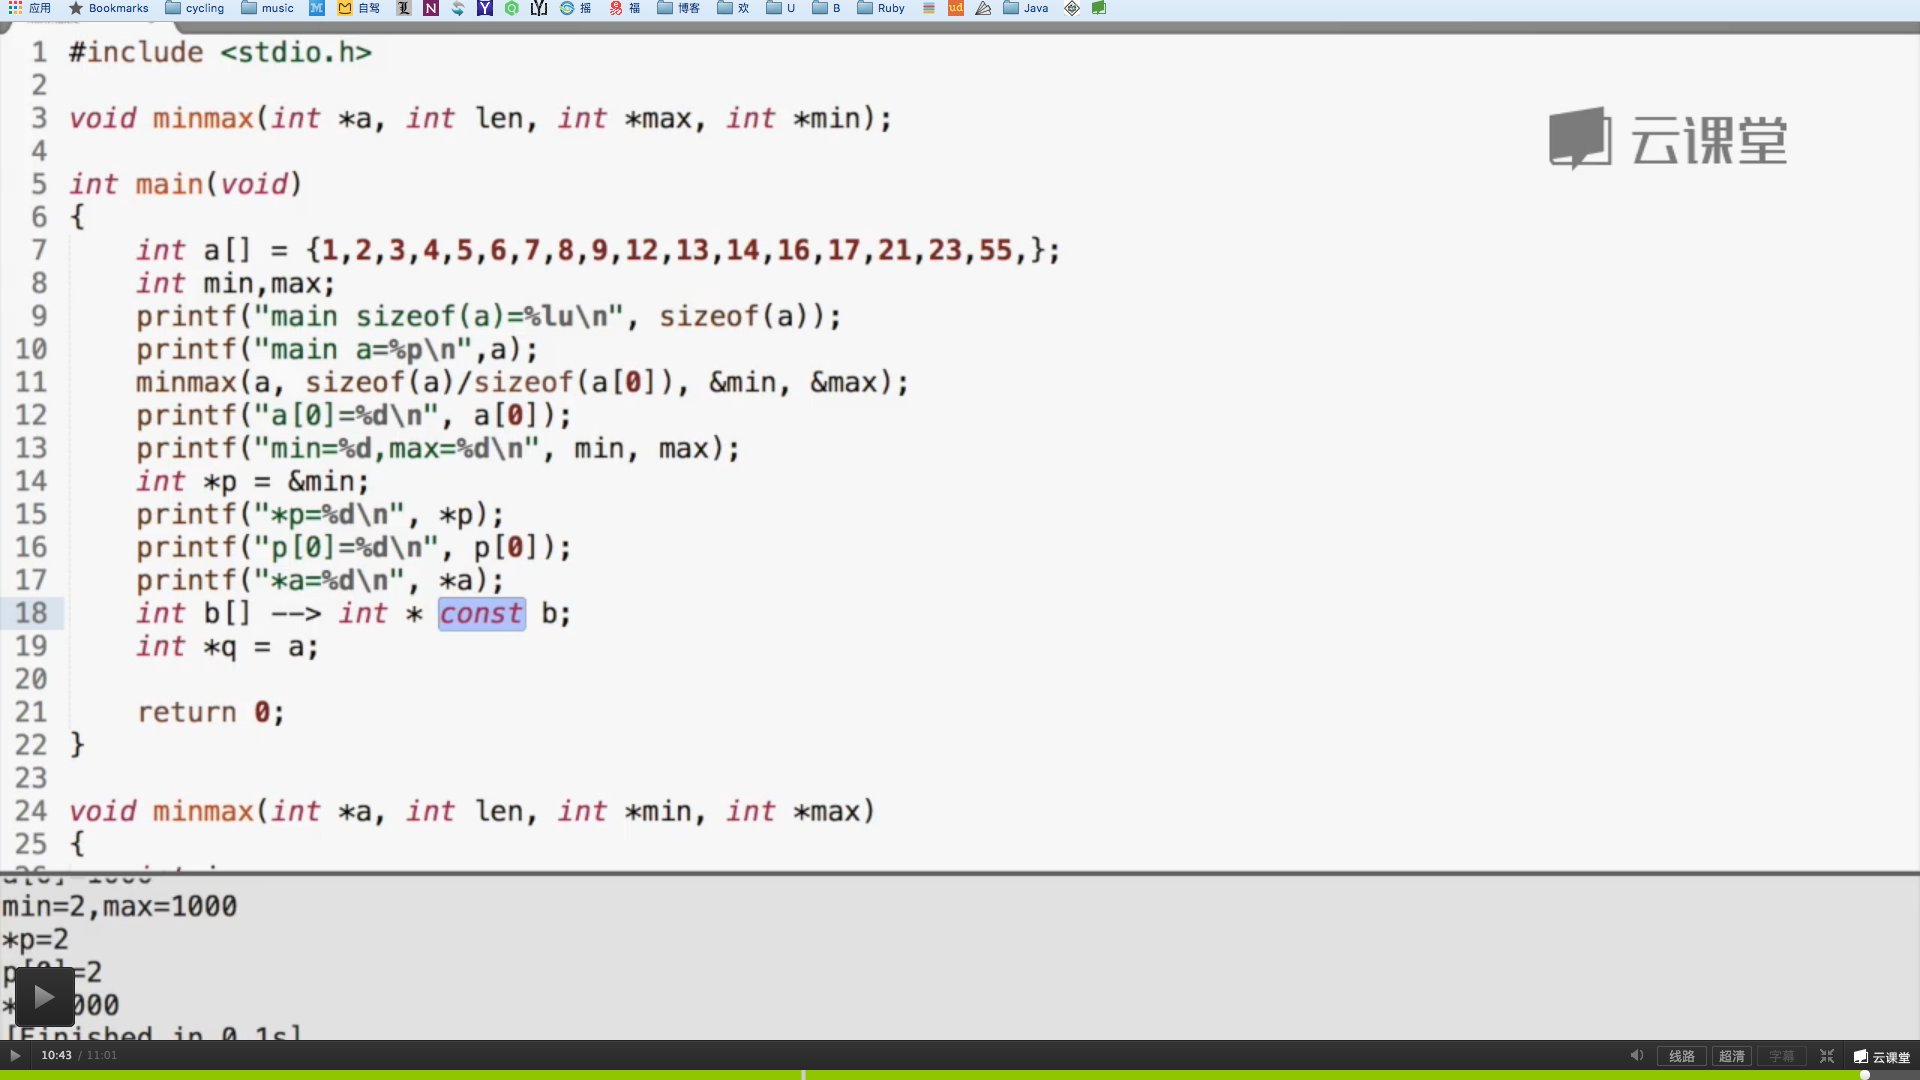 应用 Bookmarks cycling music 自驾 摇 福 博客 欢 U B Ruby ud Java
1 #include <stdio.h>
2
3 void minmax(int *a, int len, int *max, int *min);
云课堂
4
5 int main(void)
6 {
7 int a[] = {1,2,3,4,5,6,7,8,9,12,13,14,16,17,21,23,55,};
8 int min,max;
9 printf("main sizeof(a)=%lu\n", sizeof(a));
10 printf("main a=%p\n",a);
11 minmax(a, sizeof(a)/sizeof(a[0]), &min, &max);
12 printf("a[0]=%d\n", a[0]);
13 printf("min=%d,max=%d\n", min, max);
14 int *p = &min;
15 printf("*p=%d\n", *p);
16 printf("p[0]=%d\n", p[0]);
17 printf("*a=%d\n", *a);
18 int b[] --> int * const b;
19 int *q = a;
20
21 return 0;
22 }
23
24 void minmax(int *a, int len, int *min, int *max)
25 {
a[0]=1000
min=2,max=1000
*p=2
p[0]=2
000
[Finished in 0.1s]
10:43 / 11:01 线路 超清 字幕 云课堂